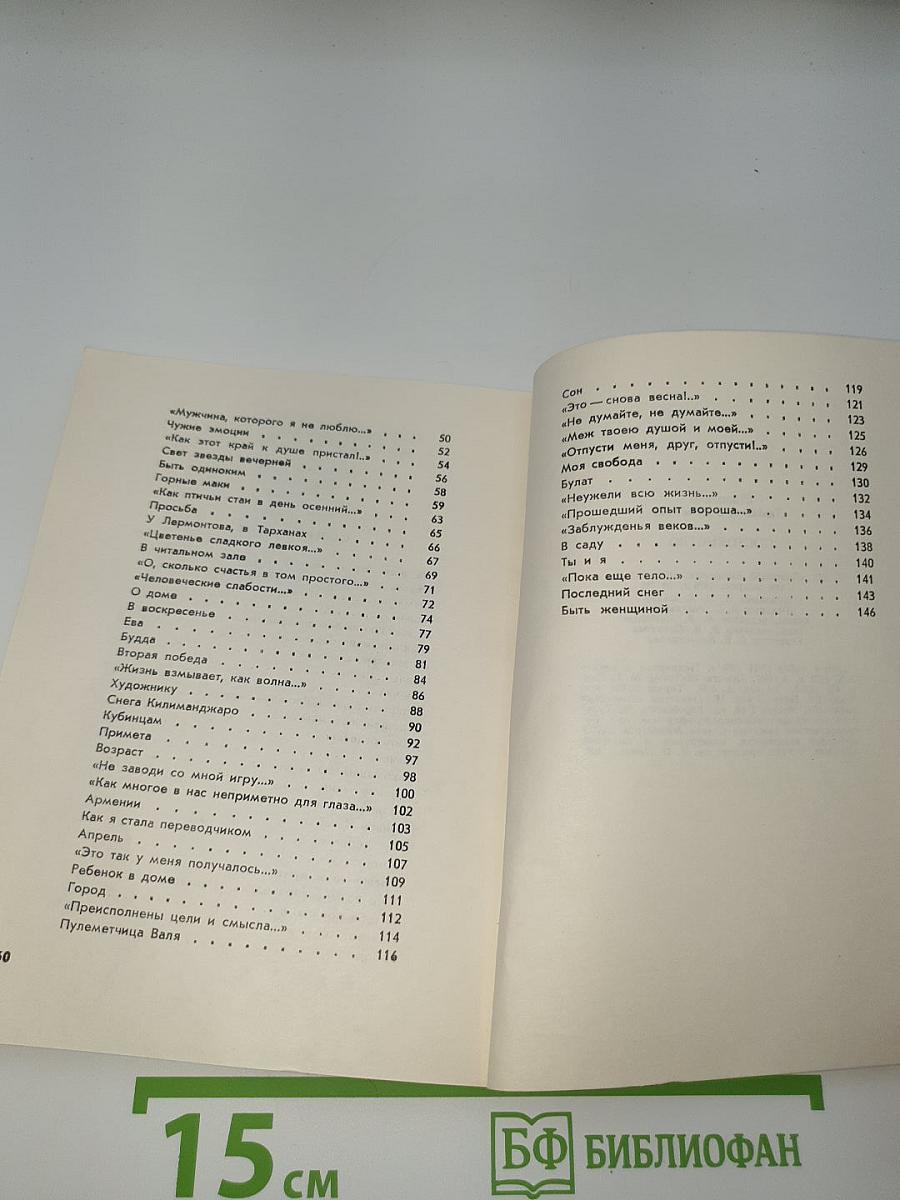 «Мужчина, которого я не люблю...» . . . 50
Чужие эмоции . . . . . . . . . 52
«Как этот край к душе пристал!..» . . . 54
Свет звезды вечерней . . . . . . . 56
Быть одиноким . . . . . . . . . 58
Горные маки . . . . . . . . . . 59
«Как птичьи стаи в день осенний...» . . . 63
Просьба . . . . . . . . . . . 65
У Лермонтова, в Тарханах . . . . . . 66
«Цветенье сладкого левкоя...» . . . . . 67
В читальном зале . . . . . . . . 69
«О, сколько счастья в том простого...» . . 71
«Человеческие слабости...» . . . . . . 72
О доме . . . . . . . . . . . 74
В воскресенье . . . . . . . . . 77
Ева . . . . . . . . . . . . 79
Будда . . . . . . . . . . . . 81
Вторая победа . . . . . . . . . 84
«Жизнь взмывает, как волна...» . . . . . 86
Художнику . . . . . . . . . . 88
Снега Килиманджаро . . . . . . . . 90
Кубинцам . . . . . . . . . . . 92
Примета . . . . . . . . . . . 97
Возраст . . . . . . . . . . . 98
«Не заводи со мной игру...» . . . . . . 100
«Как многое в нас неприметно для глаза...» 102
Армении . . . . . . . . . . . 103
Как я стала переводчиком . . . . . . 105
Апрель . . . . . . . . . . . . 107
«Это так у меня получалось...» . . . . . 109
Ребенок в доме . . . . . . . . . 111
Город . . . . . . . . . . . . 112
«Преисполнены цели и смысла...» . . . . 114
Пулеметчица Валя . . . . . . . . 116
60
Сон . . . . . . . . . . . . 119
«Это — снова весна!..» . . . . . . . 121
«Не думайте, не думайте...» . . . . . . 123
«Меж твоею душой и моей...» . . . . . 125
«Отпусти меня, друг, отпусти!..» . . . . 126
Моя свобода . . . . . . . . . . 129
Булат . . . . . . . . . . . . 130
«Неужели всю жизнь...» . . . . . . . 132
«Прошедший опыт вороша...» . . . . . 134
«Заблужденья веков...» . . . . . . . 136
В саду . . . . . . . . . . . 138
Ты и я . . . . . . . . . . . 140
«Пока еще тело...» . . . . . . . . 141
Последний снег . . . . . . . . . 143
Быть женщиной . . . . . . . . . 146
15 см
БФ БИБЛИОФАН